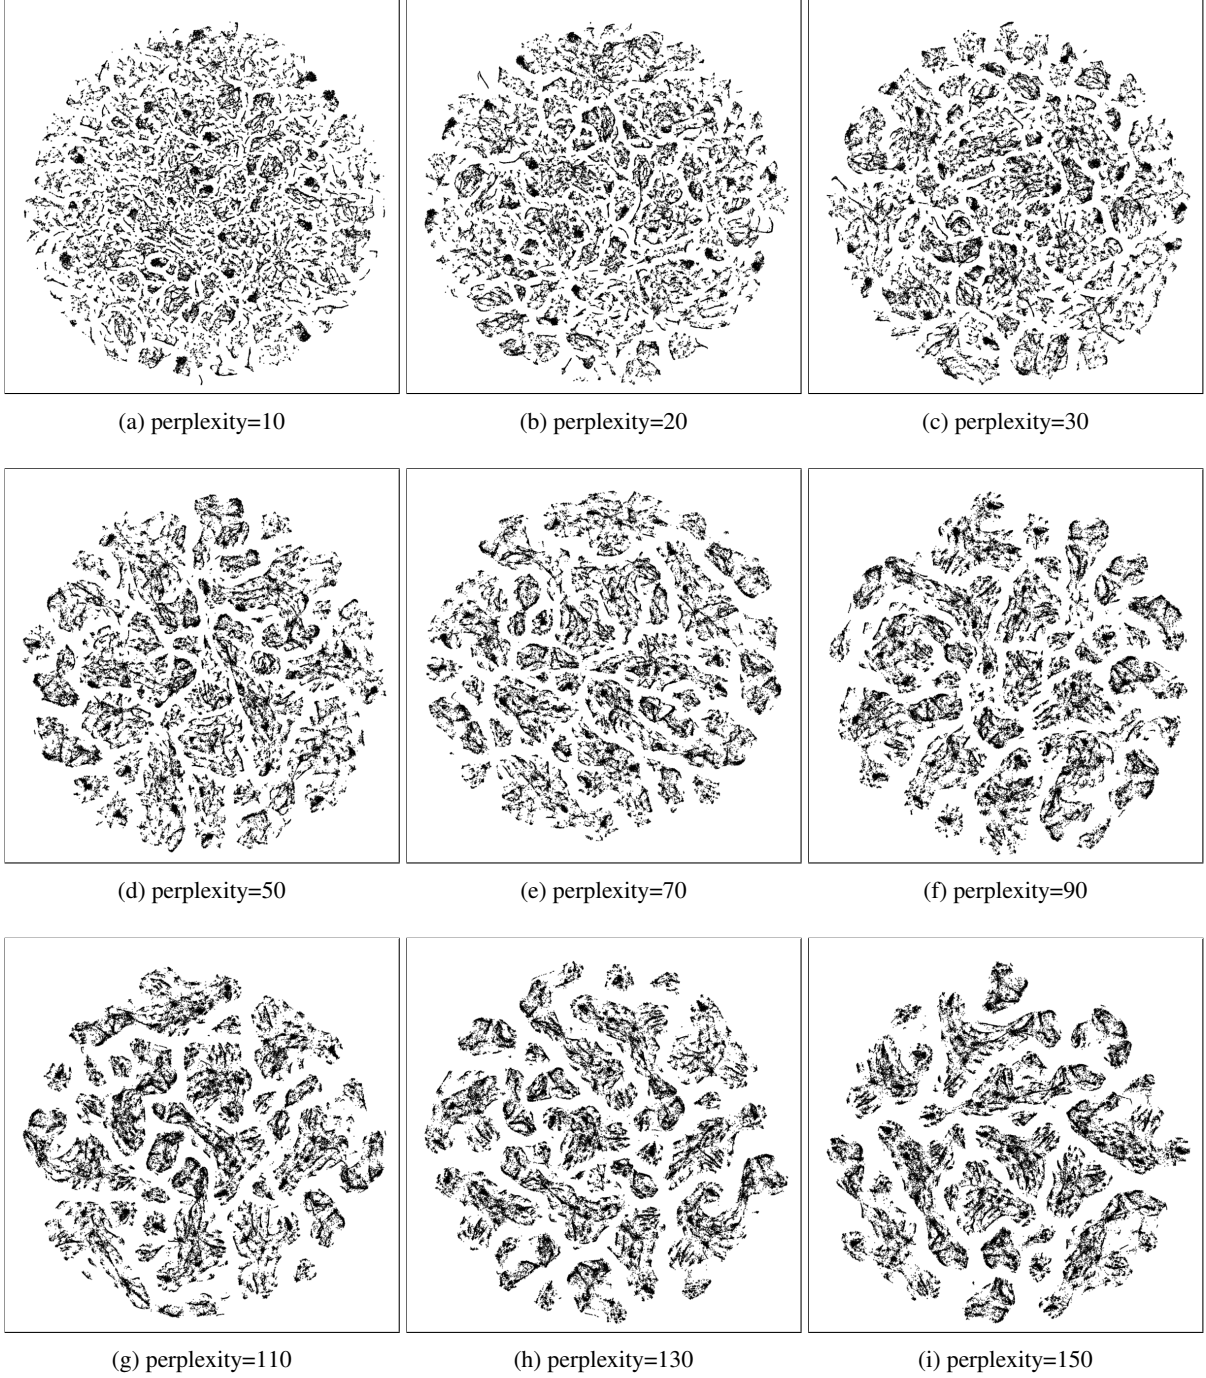 (a) perplexity=10
(b) perplexity=20
(c) perplexity=30
(d) perplexity=50
(e) perplexity=70
(f) perplexity=90
(g) perplexity=110
(h) perplexity=130
(i) perplexity=150